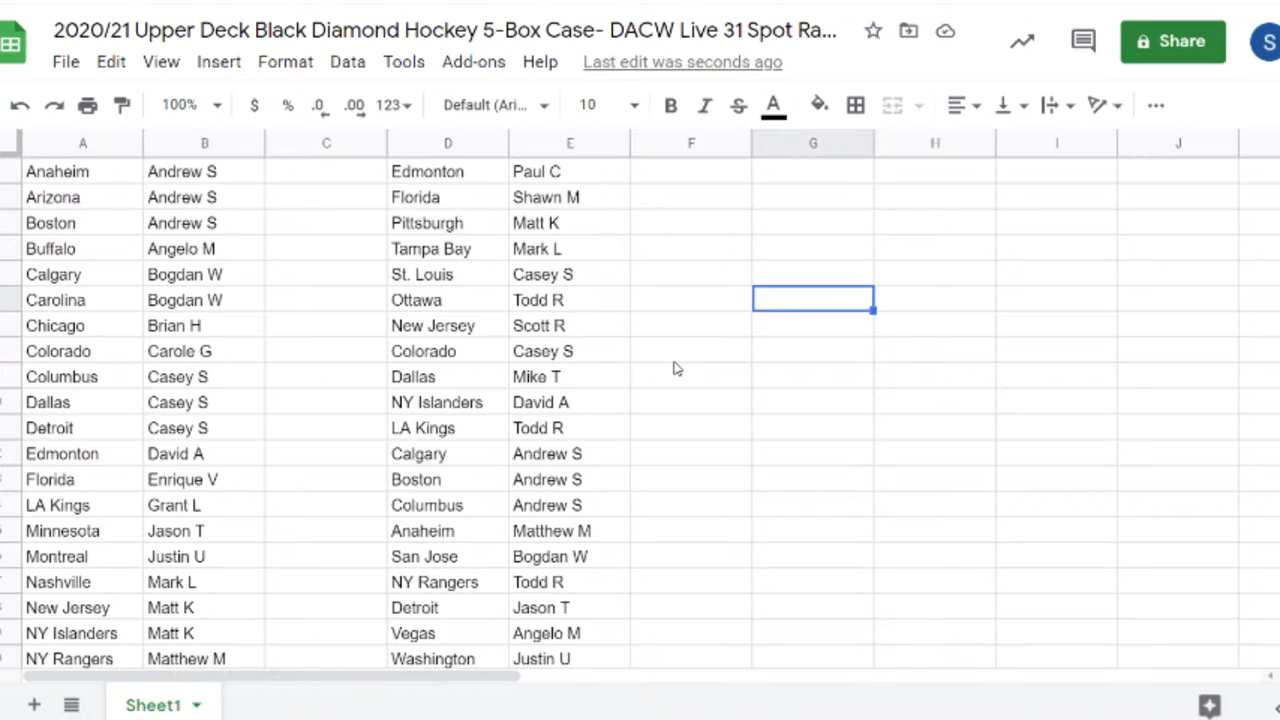 2020/21 Upper Deck Black Diamond Hockey 5-Box Case- DACW Live 31 Spot Ra...
Share
S
File Edit View Insert Format Data Tools Add-ons Help Last edit was seconds ago
100% $ % .0 .00 123 Default (Ari... 10 B I S A
A B C D E F G H I J
Anaheim Andrew S Edmonton Paul C
Arizona Andrew S Florida Shawn M
Boston Andrew S Pittsburgh Matt K
Buffalo Angelo M Tampa Bay Mark L
Calgary Bogdan W St. Louis Casey S
Carolina Bogdan W Ottawa Todd R
Chicago Brian H New Jersey Scott R
Colorado Carole G Colorado Casey S
Columbus Casey S Dallas Mike T
Dallas Casey S NY Islanders David A
Detroit Casey S LA Kings Todd R
Edmonton David A Calgary Andrew S
Florida Enrique V Boston Andrew S
LA Kings Grant L Columbus Andrew S
Minnesota Jason T Anaheim Matthew M
Montreal Justin U San Jose Bogdan W
Nashville Mark L NY Rangers Todd R
New Jersey Matt K Detroit Jason T
NY Islanders Matt K Vegas Angelo M
NY Rangers Matthew M Washington Justin U
Sheet1